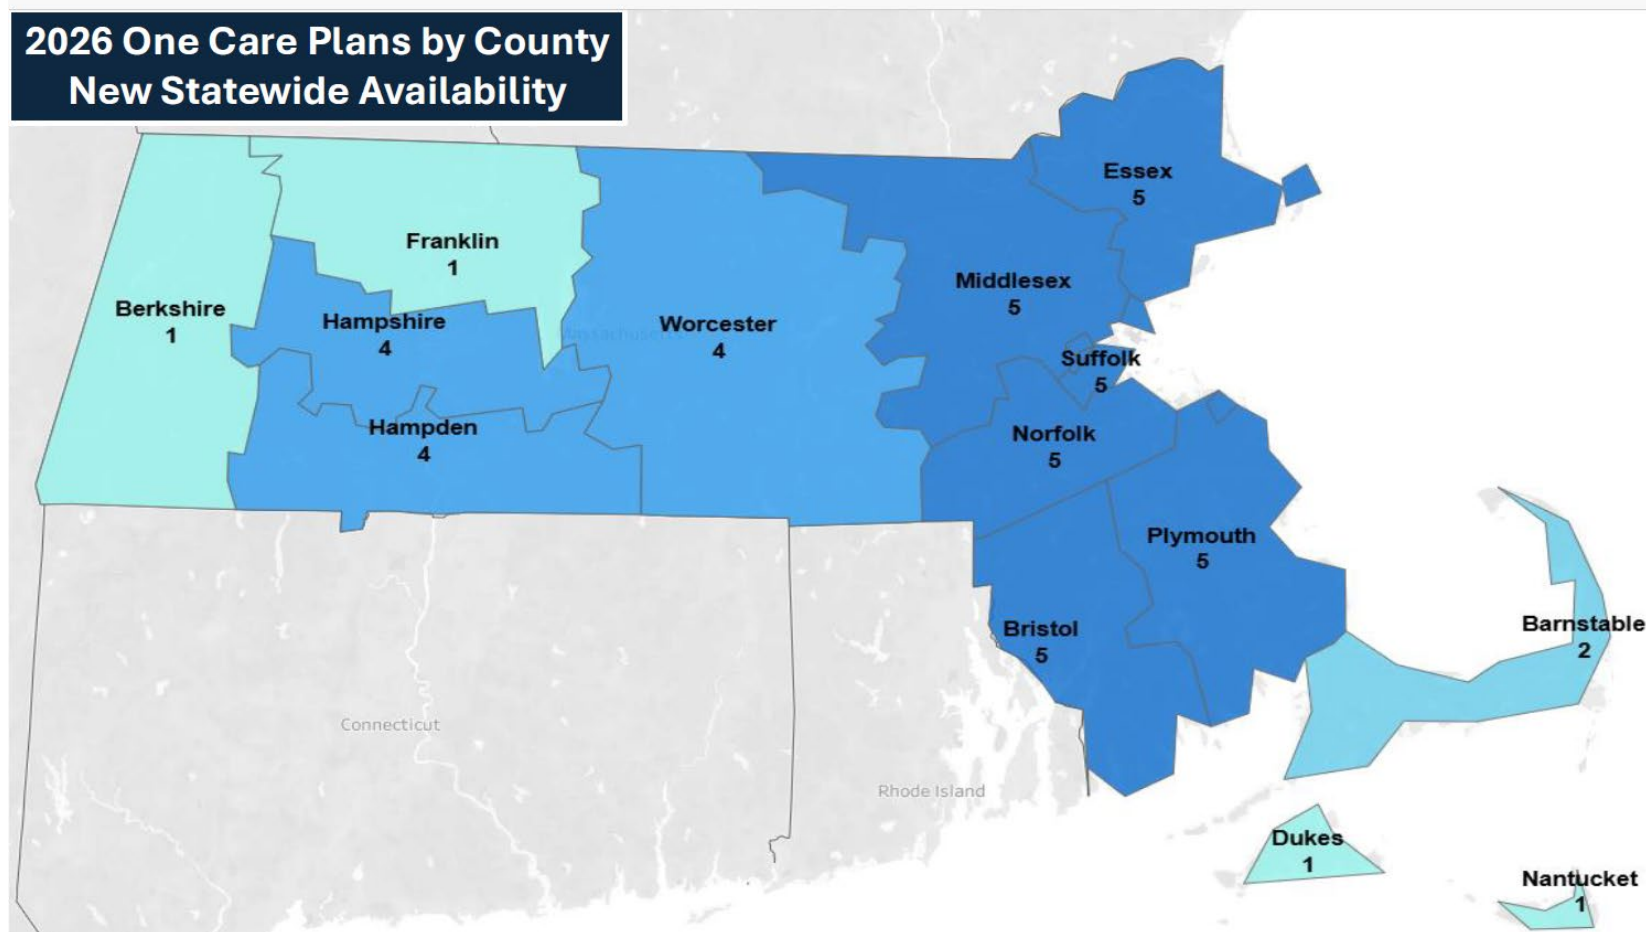 2026 One Care Plans by County
New Statewide Availability
Essex
5
Franklin
1
Middlesex
5
Berkshire
1
Hampshire
4
Worcester
4
Massachusetts
Suffolk
5
Hampden
4
Norfolk
5
Plymouth
5
Bristol
5
Barnstable
2
Connecticut
Rhode Island
Dukes
1
Nantucket
1